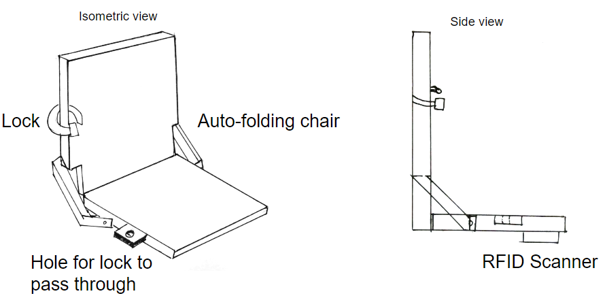 Isometric view
Side view
Lock
Auto-folding chair
Hole for lock to
pass through
RFID Scanner